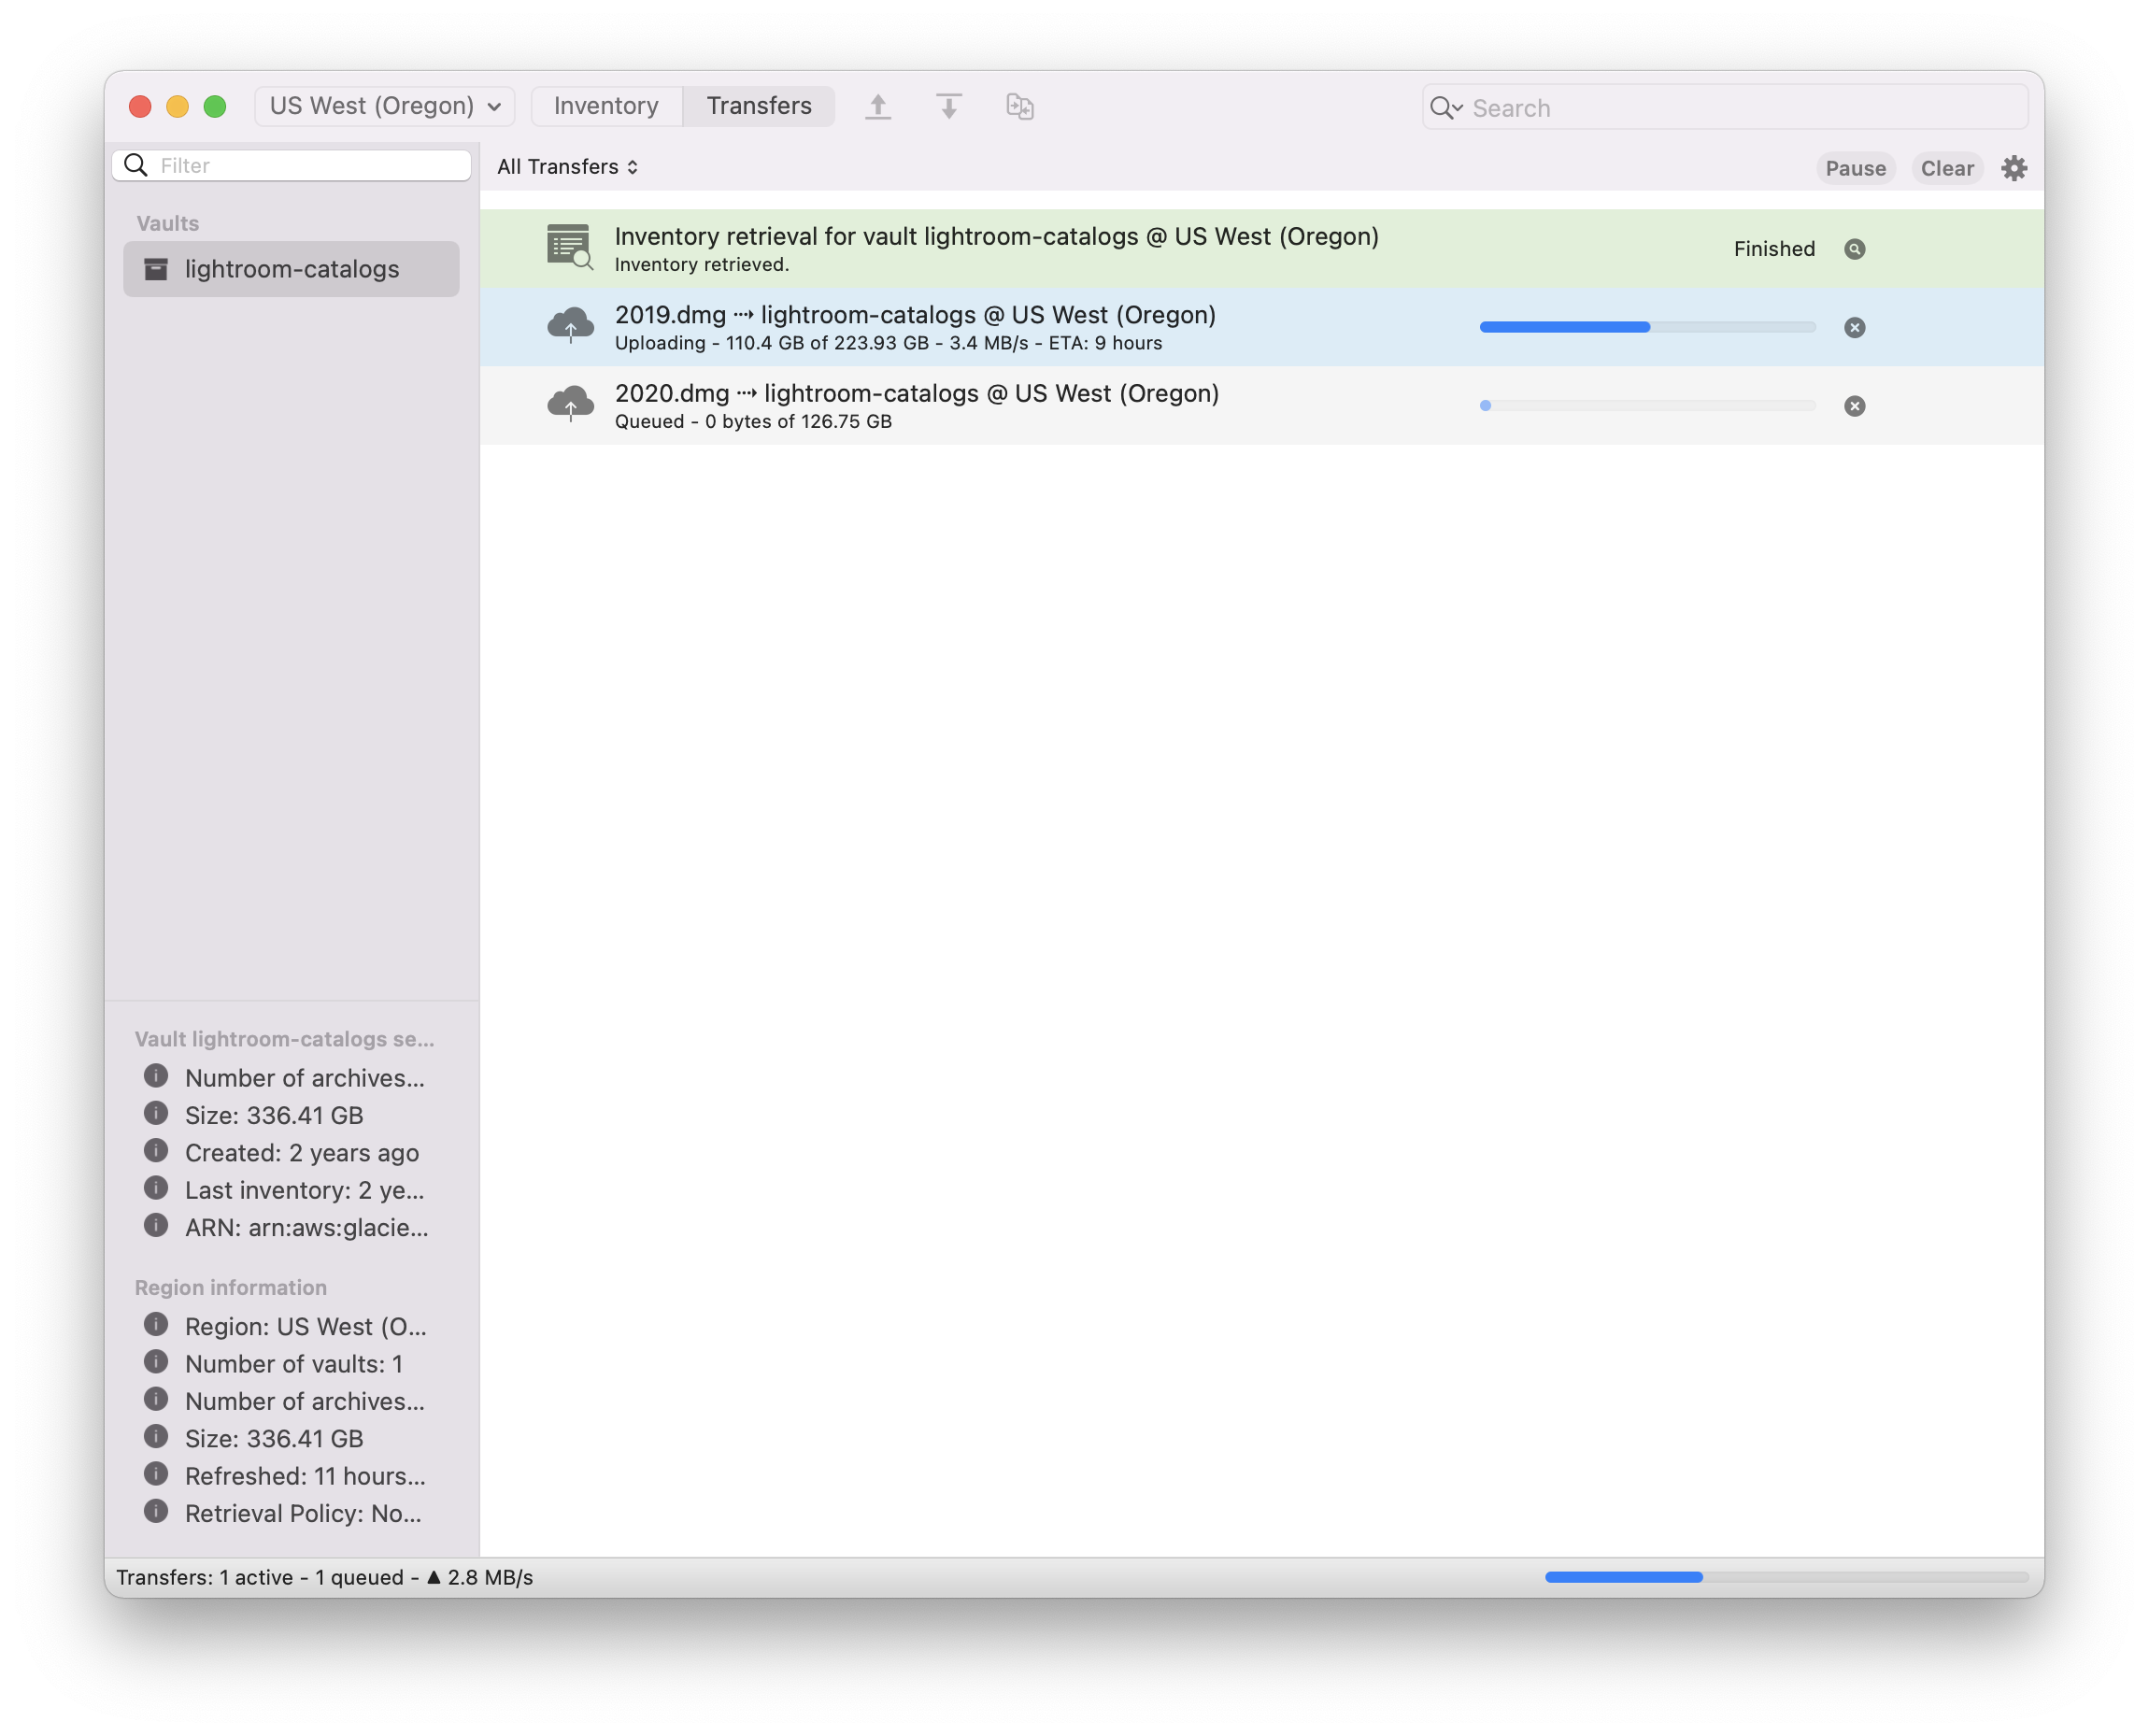 US West (Oregon)
Inventory
Transfers
Search
Filter
All Transfers
Pause
Clear
Vaults
lightroom-catalogs
Inventory retrieval for vault lightroom-catalogs @ US West (Oregon)
Inventory retrieved.
Finished
2019.dmg ⤑ lightroom-catalogs @ US West (Oregon)
Uploading - 110.4 GB of 223.93 GB - 3.4 MB/s - ETA: 9 hours
2020.dmg ⤑ lightroom-catalogs @ US West (Oregon)
Queued - 0 bytes of 126.75 GB
Vault lightroom-catalogs se...
Number of archives...
Size: 336.41 GB
Created: 2 years ago
Last inventory: 2 ye...
ARN: arn:aws:glacie...
Region information
Region: US West (O...
Number of vaults: 1
Number of archives...
Size: 336.41 GB
Refreshed: 11 hours...
Retrieval Policy: No...
Transfers: 1 active - 1 queued - ▲ 2.8 MB/s